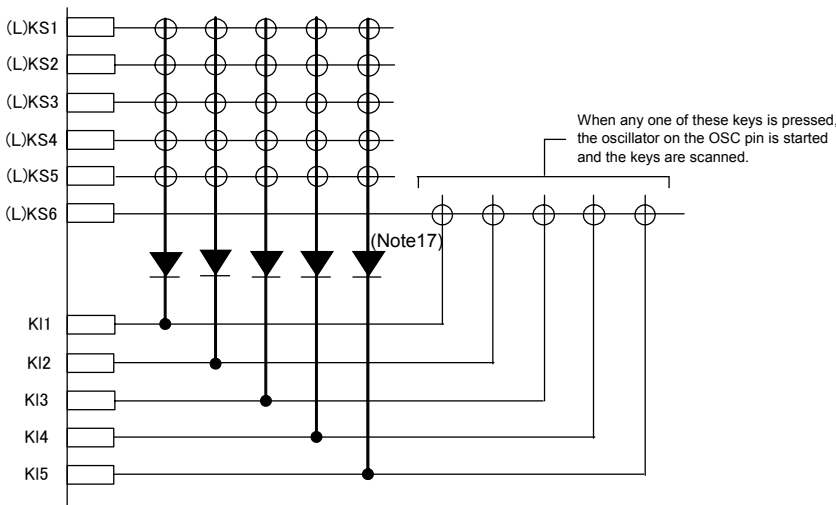 (L)KS1
(L)KS2
(L)KS3
(L)KS4
(L)KS5
(L)KS6
When any one of these keys is pressed,
the oscillator on the OSC pin is started
and the keys are scanned.
(Note17)
KI1
KI2
KI3
KI4
KI5